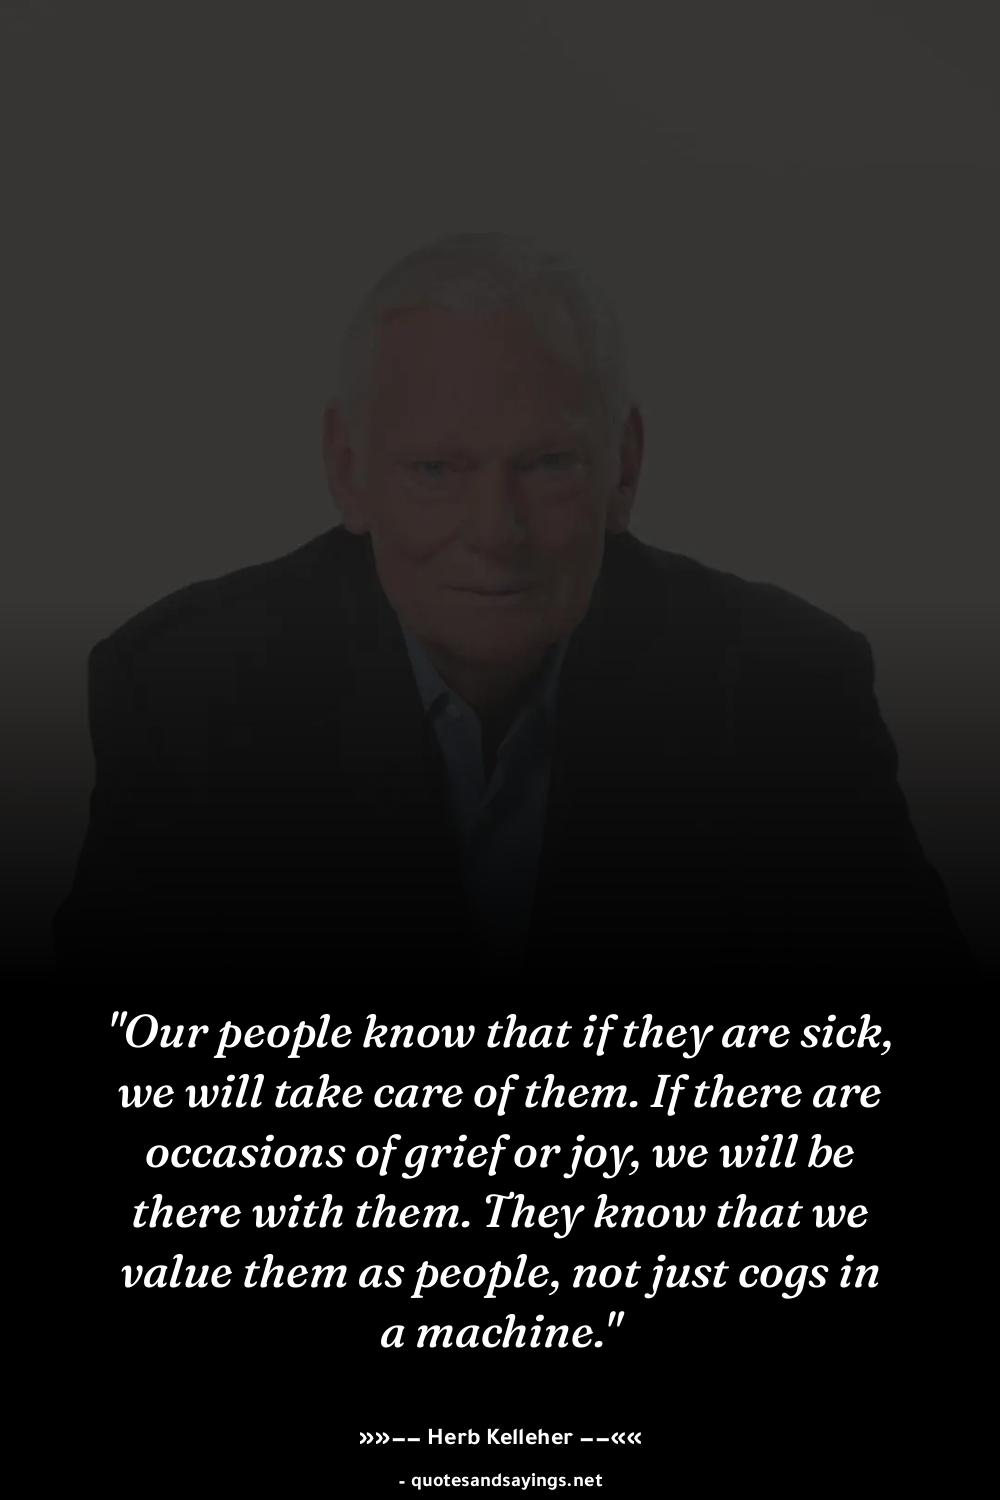 "Our people know that if they are sick,
we will take care of them. If there are
occasions of grief or joy, we will be
there with them. They know that we
value them as people, not just cogs in
a machine."
»»−− Herb Kelleher −−««
- quotesandsayings.net